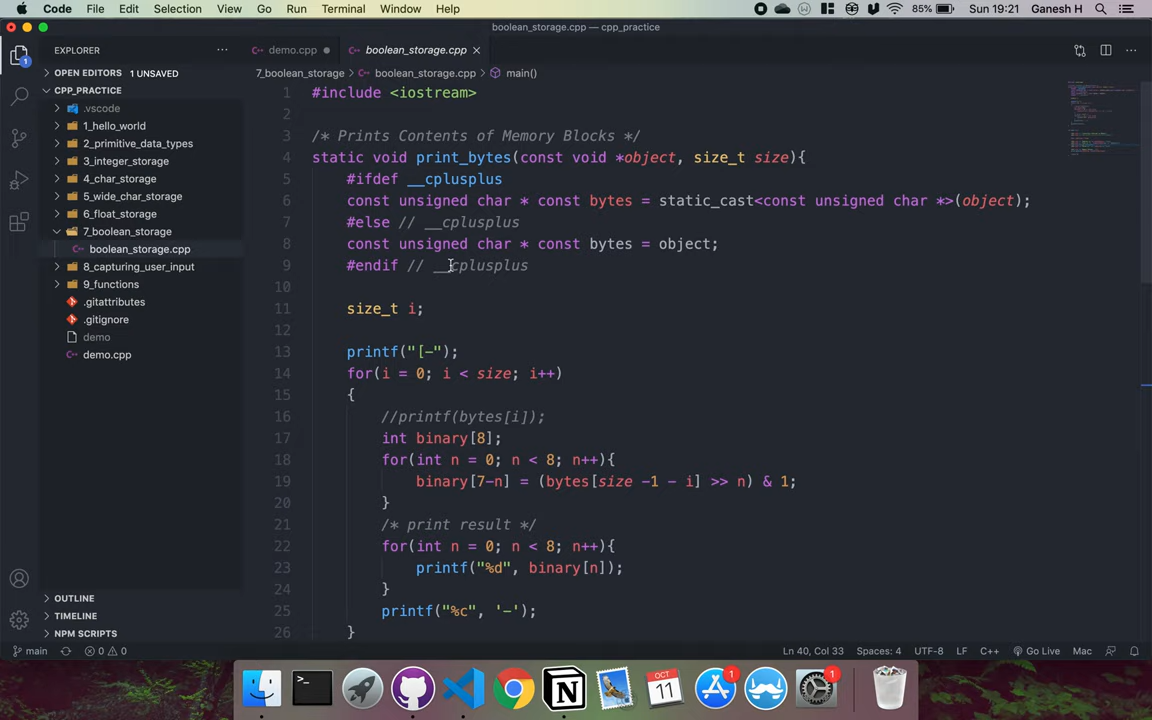 Code File Edit Selection View Go Run Terminal Window Help 85% Sun 19:21 Ganesh H
boolean_storage.cpp — cpp_practice
EXPLORER
demo.cpp
boolean_storage.cpp
OPEN EDITORS 1 UNSAVED
7_boolean_storage > boolean_storage.cpp > main()
CPP_PRACTICE
.vscode
1_hello_world
2_primitive_data_types
3_integer_storage
4_char_storage
5_wide_char_storage
6_float_storage
7_boolean_storage
boolean_storage.cpp
8_capturing_user_input
9_functions
.gitattributes
.gitignore
demo
demo.cpp
OUTLINE
TIMELINE
NPM SCRIPTS
1 #include <iostream>
2
3 /* Prints Contents of Memory Blocks */
4 static void print_bytes(const void *object, size_t size){
5 #ifdef __cplusplus
6 const unsigned char * const bytes = static_cast<const unsigned char *>(object);
7 #else // __cplusplus
8 const unsigned char * const bytes = object;
9 #endif // __cplusplus
10
11 size_t i;
12
13 printf("[-");
14 for(i = 0; i < size; i++)
15 {
16 //printf(bytes[i]);
17 int binary[8];
18 for(int n = 0; n < 8; n++){
19 binary[7-n] = (bytes[size -1 - i] >> n) & 1;
20 }
21 /* print result */
22 for(int n = 0; n < 8; n++){
23 printf("%d", binary[n]);
24 }
25 printf("%c", '-');
26 }
main 0 0 Ln 40, Col 33 Spaces: 4 UTF-8 LF C++ Go Live Mac
1
OCT
11
1
1